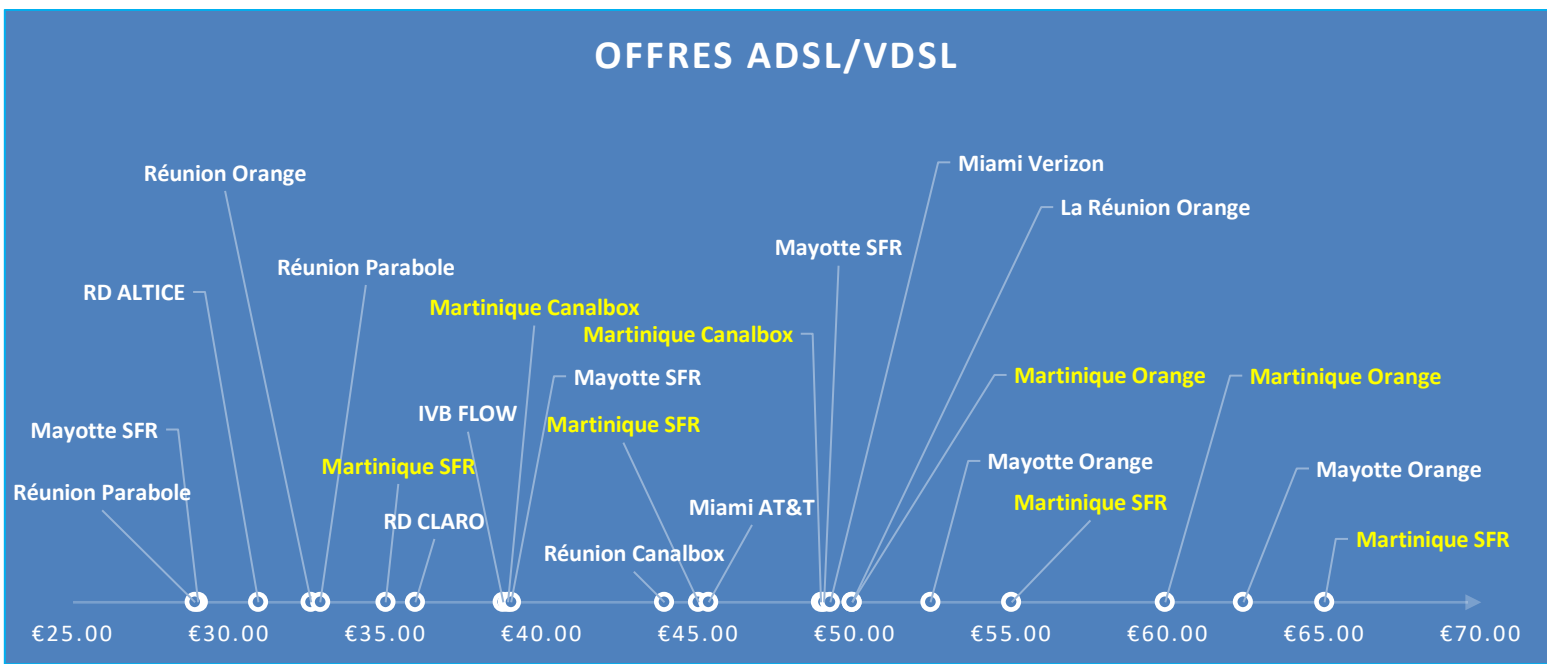 OFFRES ADSL/VDSL
Miami Verizon
Réunion Orange
La Réunion Orange
Mayotte SFR
Réunion Parabole
RD ALTICE
Martinique Canalbox
Martinique Canalbox
Martinique Orange
Martinique Orange
Mayotte SFR
IVB FLOW
Martinique SFR
Mayotte SFR
Martinique SFR
Mayotte Orange
Mayotte Orange
Réunion Parabole
Martinique SFR
Miami AT&T
RD CLARO
Martinique SFR
Réunion Canalbox
€25.00 €30.00 €35.00 €40.00 €45.00 €50.00 €55.00 €60.00 €65.00 €70.00